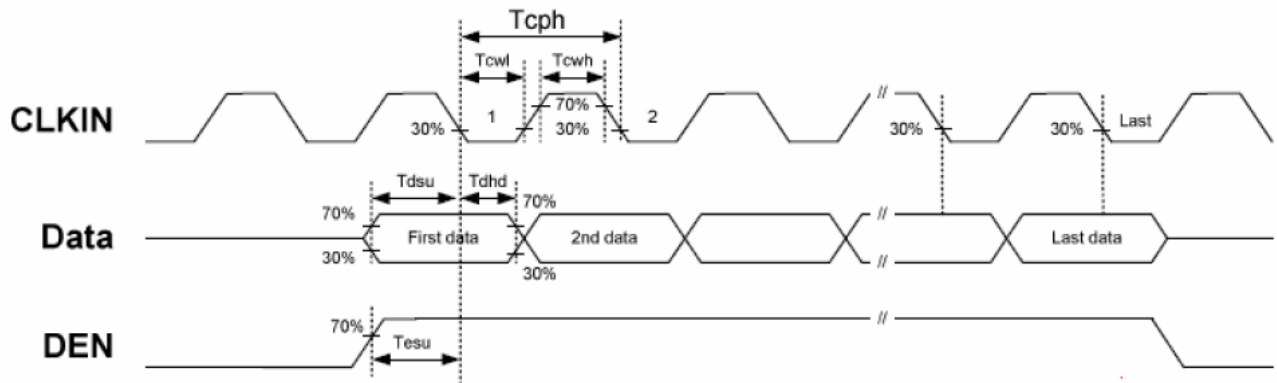 Tcph
Tcwl Tcwh
CLKIN 30% 1 70% 30% 2 // 30% 30% Last
Tdsu Tdhd
70% 70%
Data First data 2nd data // Last data
30% 30%
DEN 70% Tesu //